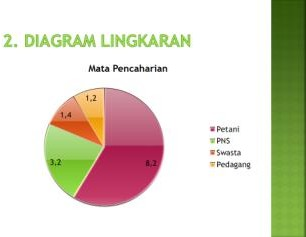 2. DIAGRAM LINGKARAN
Mata Pencaharian
1,2
1,4
3,2
8,2
Petani
PNS
Swasta
Pedagang